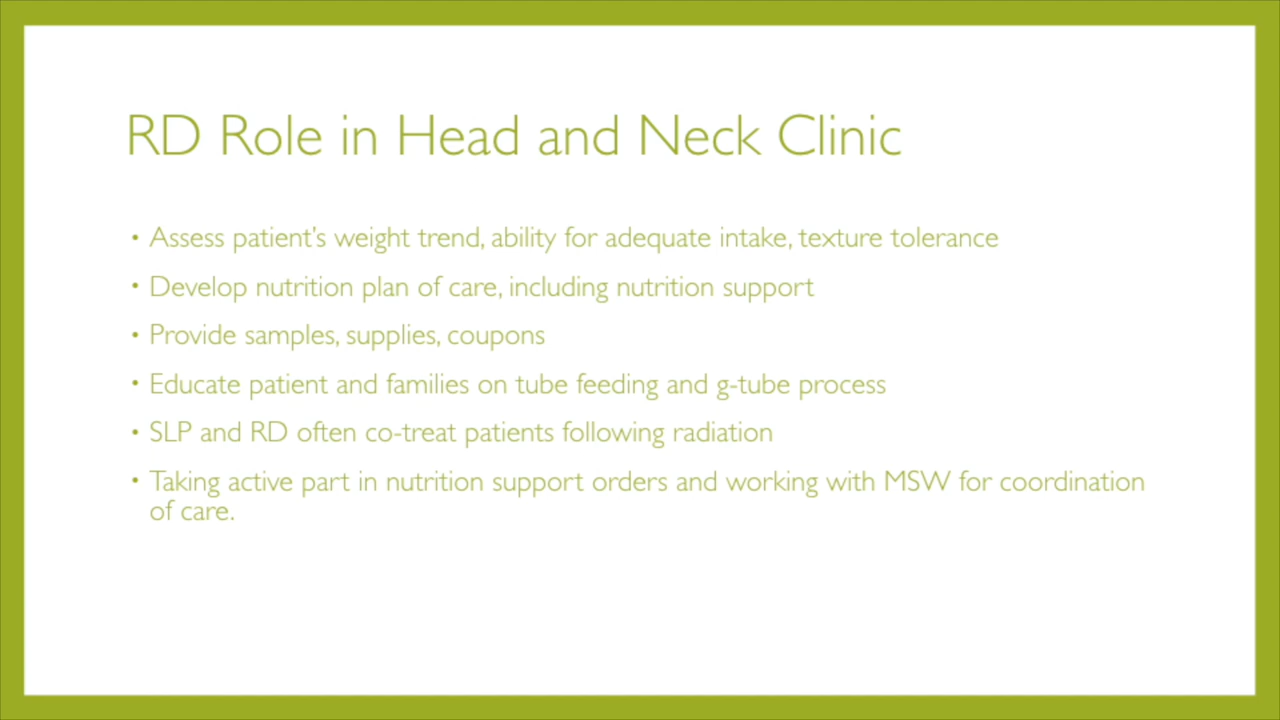 RD Role in Head and Neck Clinic
• Assess patient’s weight trend, ability for adequate intake, texture tolerance
• Develop nutrition plan of care, including nutrition support
• Provide samples, supplies, coupons
• Educate patient and families on tube feeding and g-tube process
• SLP and RD often co-treat patients following radiation
• Taking active part in nutrition support orders and working with MSW for coordination
of care.